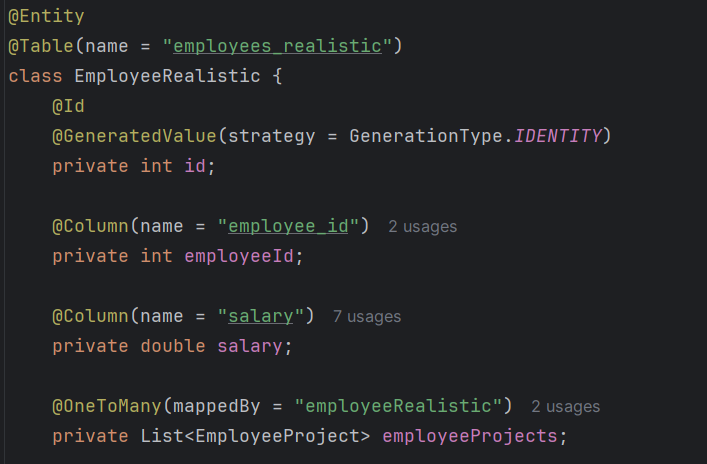 @Entity
@Table(name = "employees_realistic")
class EmployeeRealistic {
@Id
@GeneratedValue(strategy = GenerationType.IDENTITY)
private int id;
@Column(name = "employee_id") 2 usages
private int employeeId;
@Column(name = "salary") 7 usages
private double salary;
@OneToMany(mappedBy = "employeeRealistic") 2 usages
private List<EmployeeProject> employeeProjects;